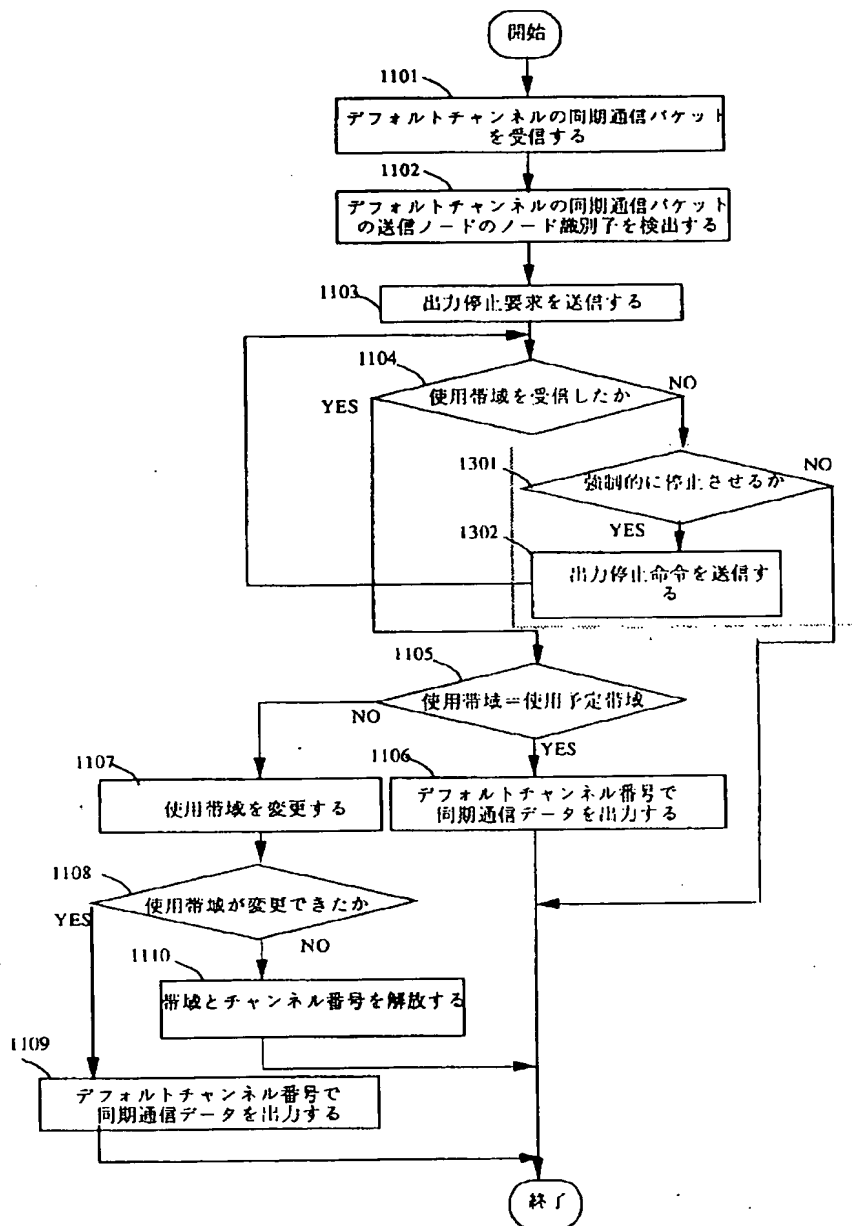 開始
1101
デフォルトチャンネルの同期通信パケット
を受信する
1102
デフォルトチャンネルの同期通信パケット
の送信ノードのノード識別子を検出する
1103
出力停止要求を送信する
1104
使用帯域を受信したか
YES
NO
1301
強制的に停止させるか
NO
YES
1302
出力停止命令を送信す
る
1105
使用帯域＝使用予定帯域
NO
YES
1107
使用帯域を変更する
1106
デフォルトチャンネル番号で
同期通信データを出力する
1108
使用帯域が変更できたか
YES
NO
1110
帯域とチャンネル番号を解放する
1109
デフォルトチャンネル番号で
同期通信データを出力する
終了